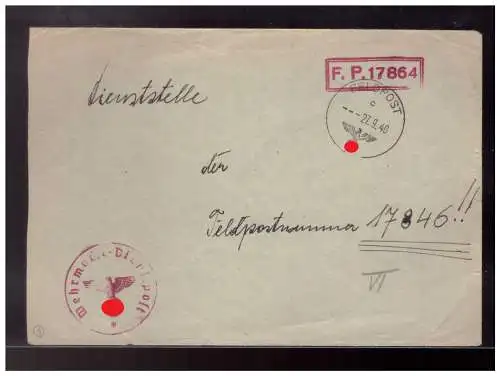 F. P. 17864
FELDPOST
c
--- 27.9.40
Dienststelle
der
Feldpostnummer 17846!!
VI
Wehrmacht-Dienstpost